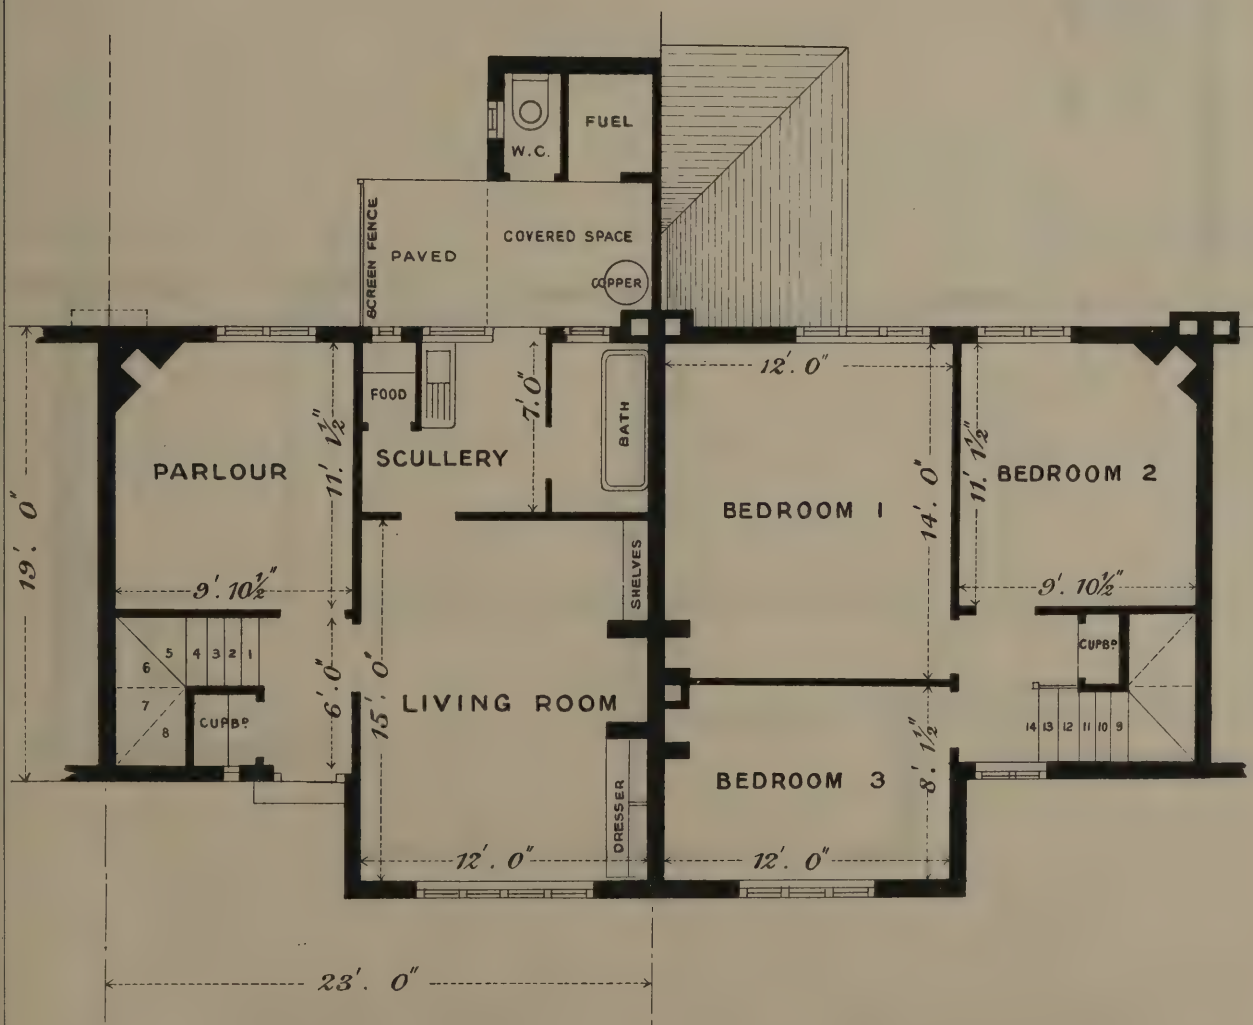 FUEL
W.C.
SCREEN FENCE
PAVED
COVERED SPACE
COPPER
19'. 0"
PARLOUR
11'. 1½"
9'. 10½"
FOOD
SCULLERY
7'. 0"
BATH
12'. 0"
BEDROOM 1
14'. 0"
11'. 1½"
BEDROOM 2
9'. 10½"
SHELVES
5 4 3 2 1
6
7
8
CUPBD.
6'. 0"
15'. 0"
LIVING ROOM
DRESSER
12'. 0"
CUPBD.
14 13 12 11 10 9
BEDROOM 3
8'. 1½"
12'. 0"
23'. 0"